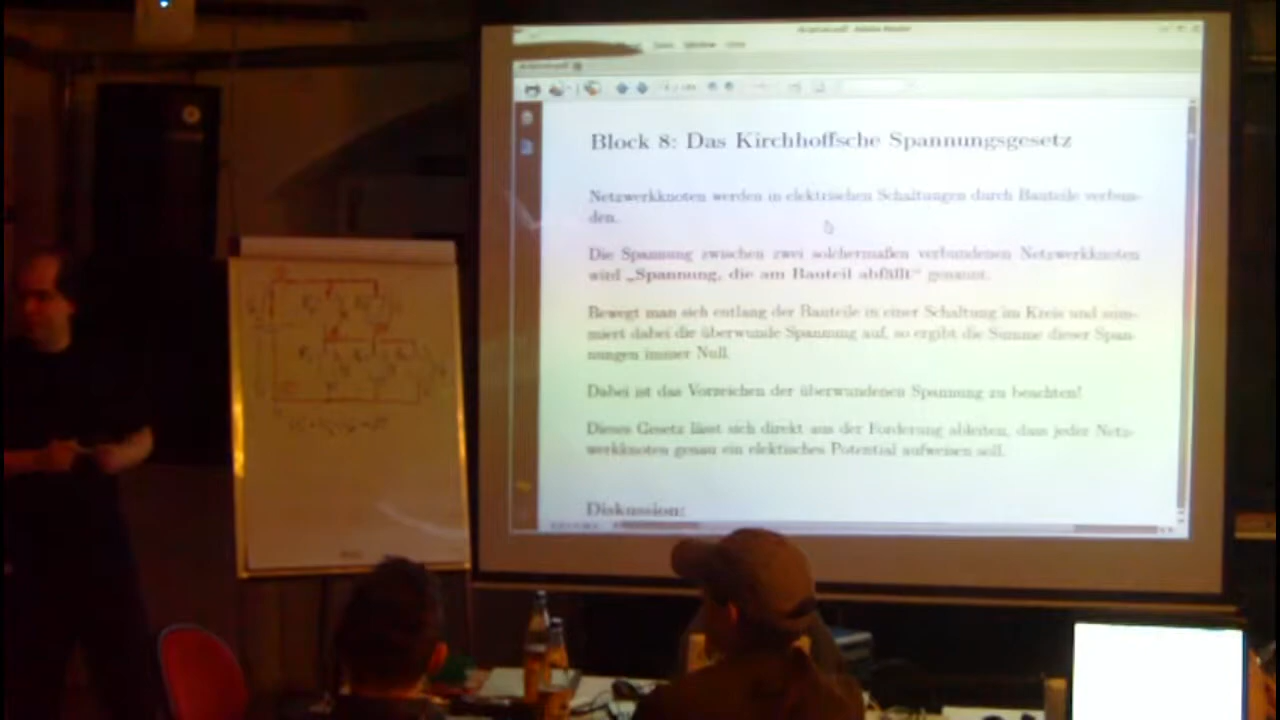 Block 8: Das Kirchhoffsche Spannungsgesetz
Netzwerkknoten werden in elektrischen Schaltungen durch Bauteile verbun-
den.
Die Spannung zwischen zwei solchermaßen verbundenen Netzwerkknoten
wird „Spannung, die am Bauteil abfällt“ genannt.
Bewegt man sich entlang der Bauteile in einer Schaltung im Kreis und sum-
miert dabei die überwunde Spannung auf, so ergibt die Summe dieser Span-
nungen immer Null.
Dabei ist das Vorzeichen der überwundenen Spannung zu beachten!
Dieses Gesetz lässt sich direkt aus der Forderung ableiten, dass jeder Netz-
werkknoten genau ein elektisches Potential aufweisen soll.
Diskussion: